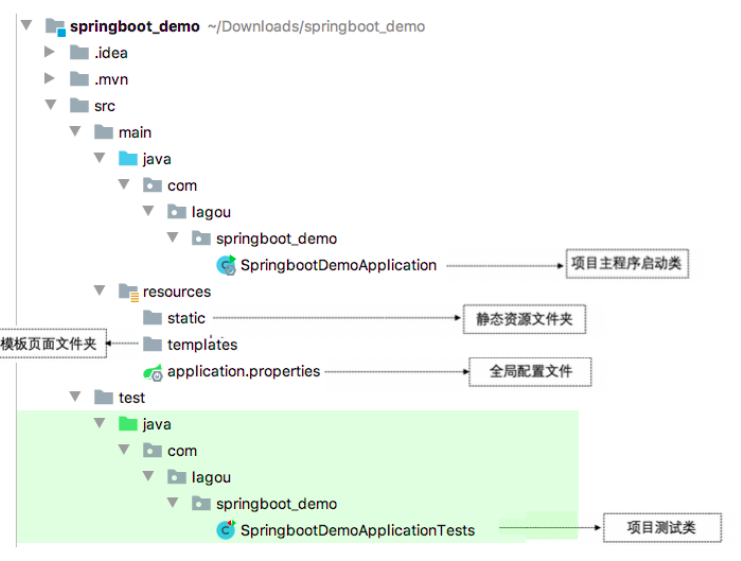 springboot_demo ~/Downloads/springboot_demo
.idea
.mvn
src
main
java
com
lagou
springboot_demo
SpringbootDemoApplication 项目主程序启动类
resources
static 静态资源文件夹
模板页面文件夹 templates
application.properties 全局配置文件
test
java
com
lagou
springboot_demo
SpringbootDemoApplicationTests 项目测试类